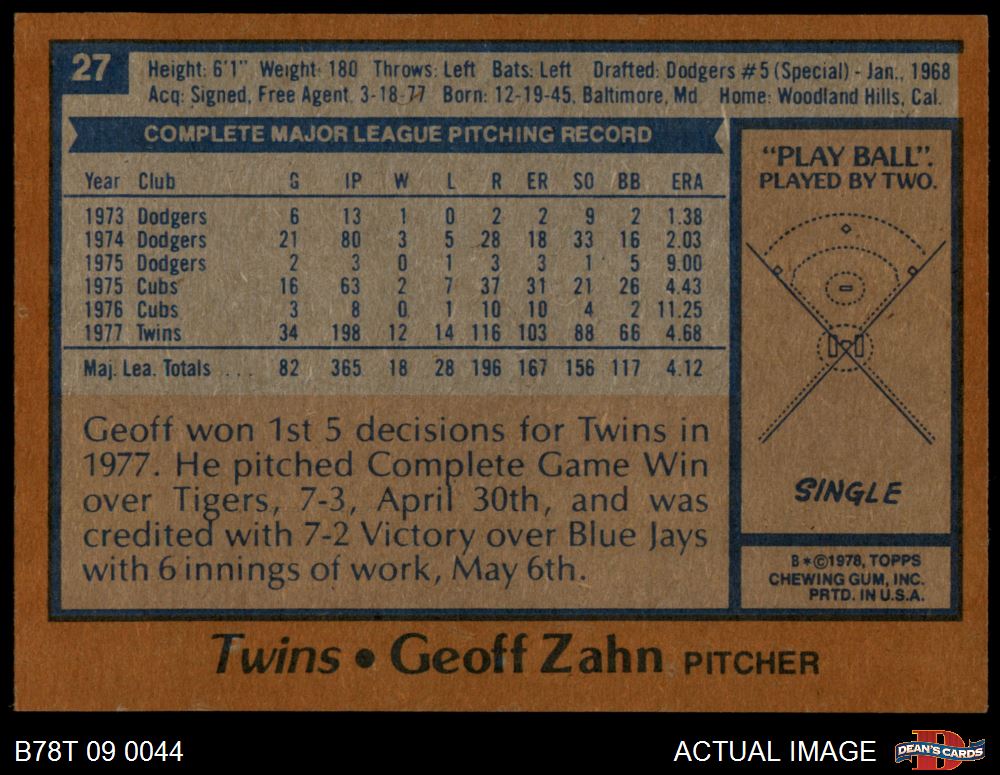 27
Height: 6'1" Weight: 180 Throws: Left Bats: Left Drafted: Dodgers #5 (Special) - Jan., 1968
Acq: Signed, Free Agent, 3-18-77 Born: 12-19-45, Baltimore, Md Home: Woodland Hills, Cal.
COMPLETE MAJOR LEAGUE PITCHING RECORD
Year Club G IP W L R ER SO BB ERA
1973 Dodgers 6 13 1 0 2 2 9 2 1.38
1974 Dodgers 21 80 3 5 28 18 33 16 2.03
1975 Dodgers 2 3 0 1 3 3 1 5 9.00
1975 Cubs 16 63 2 7 37 31 21 26 4.43
1976 Cubs 3 8 0 1 10 10 4 2 11.25
1977 Twins 34 198 12 14 116 103 88 66 4.68
Maj. Lea. Totals ... 82 365 18 28 196 167 156 117 4.12
Geoff won 1st 5 decisions for Twins in
1977. He pitched Complete Game Win
over Tigers, 7-3, April 30th, and was
credited with 7-2 Victory over Blue Jays
with 6 innings of work, May 6th.
"PLAY BALL".
PLAYED BY TWO.
SINGLE
B*©1978, TOPPS
CHEWING GUM, INC.
PRTD. IN U.S.A.
Twins • Geoff Zahn PITCHER
B78T 09 0044
ACTUAL IMAGE
DEAN'S CARDS